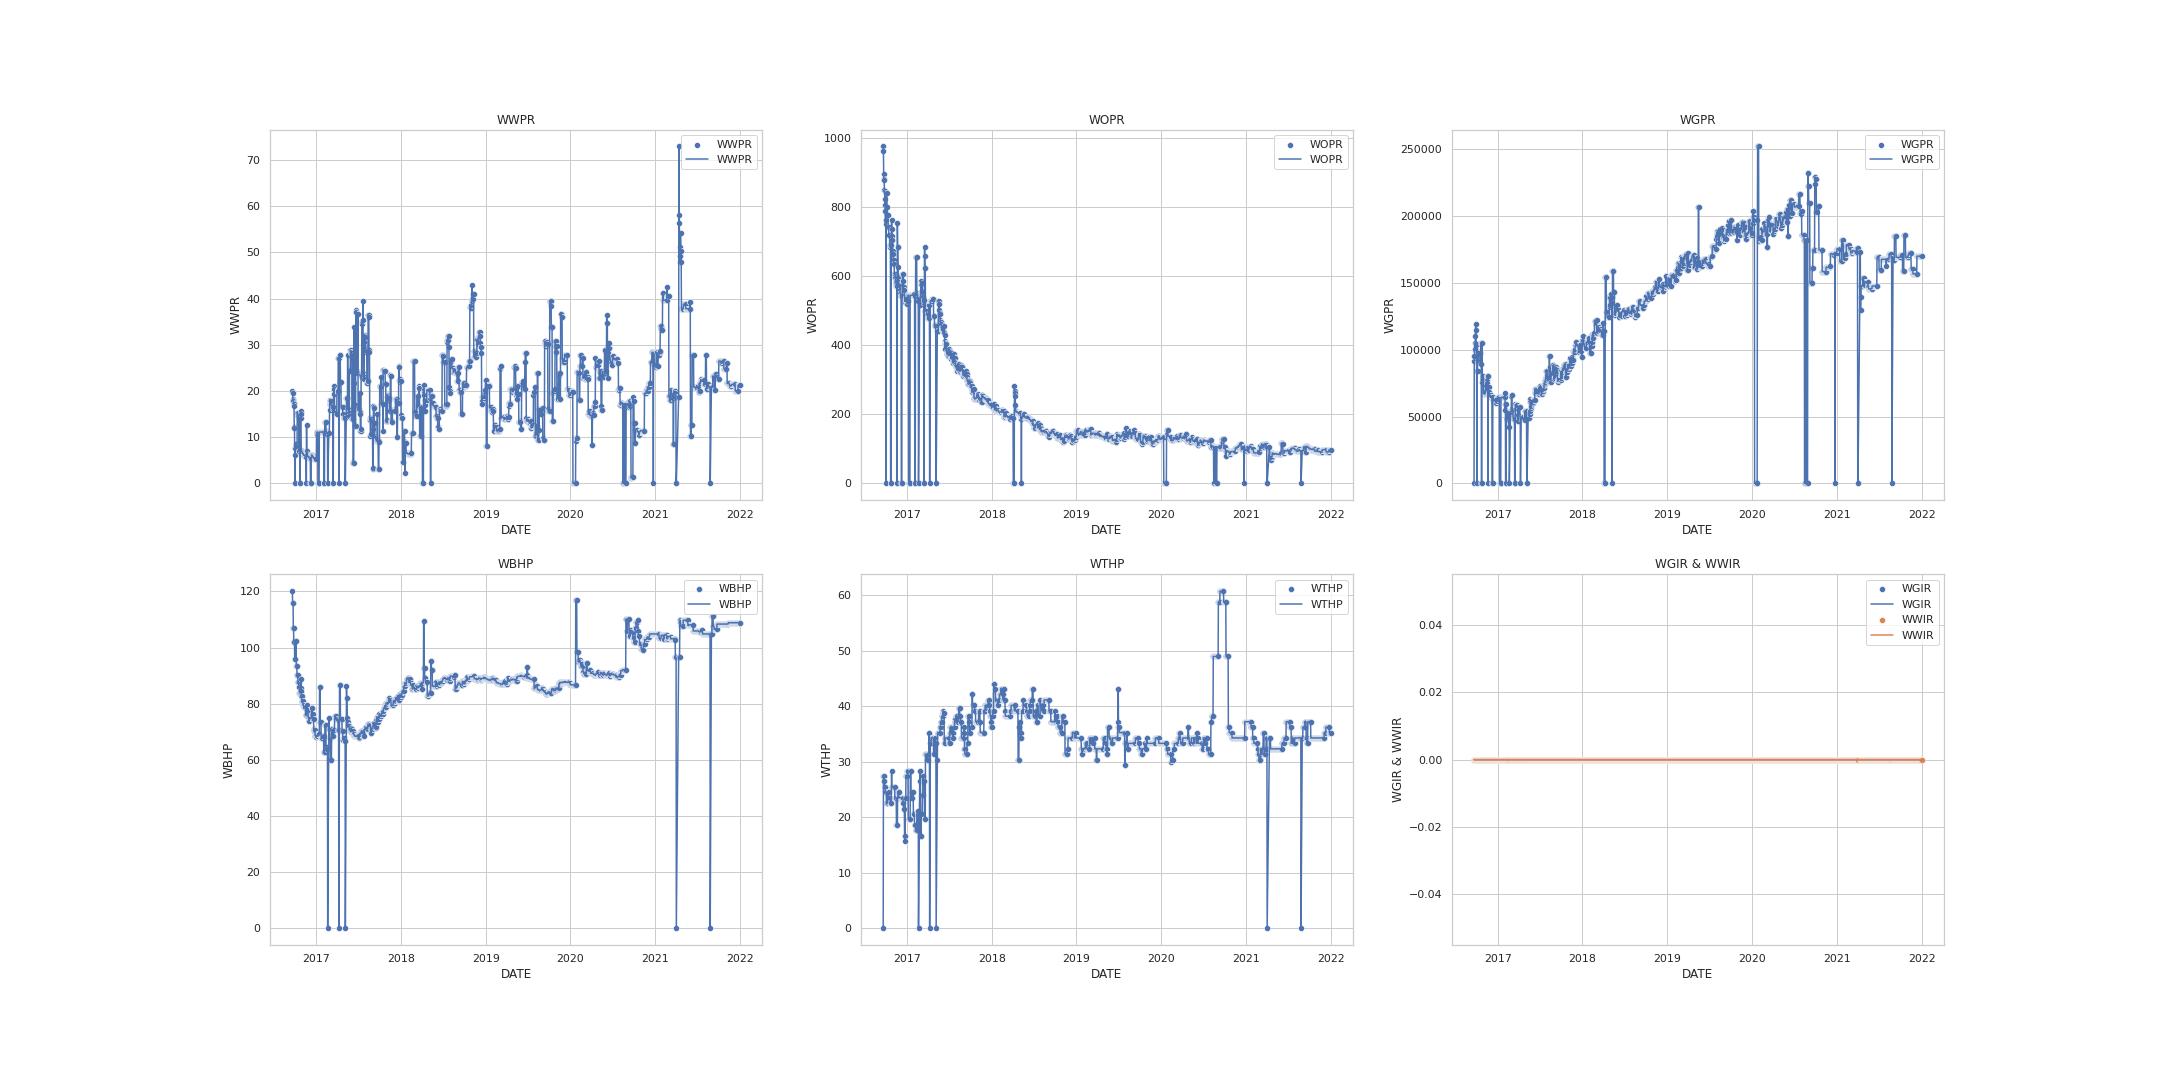 WWPR
WWPR
WWPR
70
60
50
40
30
20
10
0
WWPR
2017 2018 2019 2020 2021 2022
DATE
WOPR
WOPR
WOPR
1000
800
600
400
200
0
WOPR
2017 2018 2019 2020 2021 2022
DATE
WGPR
WGPR
WGPR
250000
200000
150000
100000
50000
0
WGPR
2017 2018 2019 2020 2021 2022
DATE
WBHP
WBHP
WBHP
120
100
80
60
40
20
0
WBHP
2017 2018 2019 2020 2021 2022
DATE
WTHP
WTHP
WTHP
60
50
40
30
20
10
0
WTHP
2017 2018 2019 2020 2021 2022
DATE
WGIR & WWIR
WGIR
WGIR
WWIR
WWIR
0.04
0.02
0.00
−0.02
−0.04
WGIR & WWIR
2017 2018 2019 2020 2021 2022
DATE